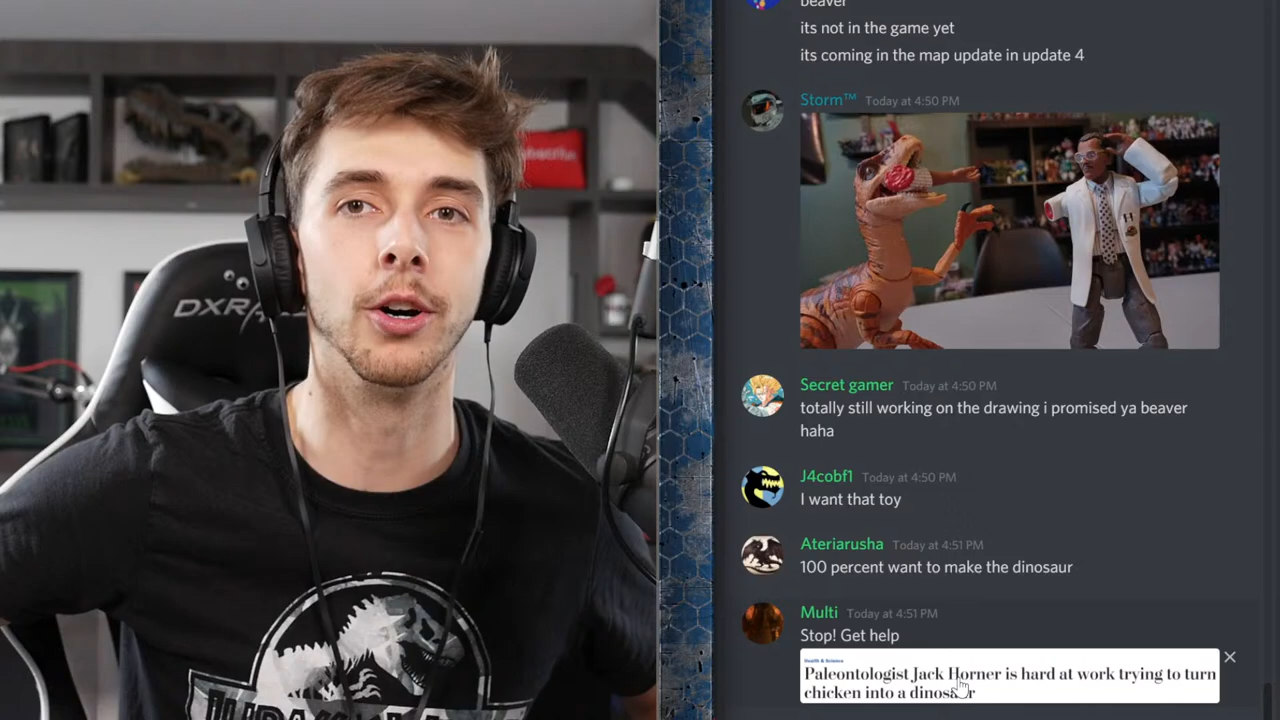 beaver
its not in the game yet
its coming in the map update in update 4
Storm™ Today at 4:50 PM
H
Secret gamer Today at 4:50 PM
totally still working on the drawing i promised ya beaver
haha
J4cobf1 Today at 4:50 PM
I want that toy
Ateriarusha Today at 4:51 PM
100 percent want to make the dinosaur
Multi Today at 4:51 PM
Stop! Get help
Health & Science
Paleontologist Jack Horner is hard at work trying to turn
chicken into a dinosaur
DXRA
JURASSIC